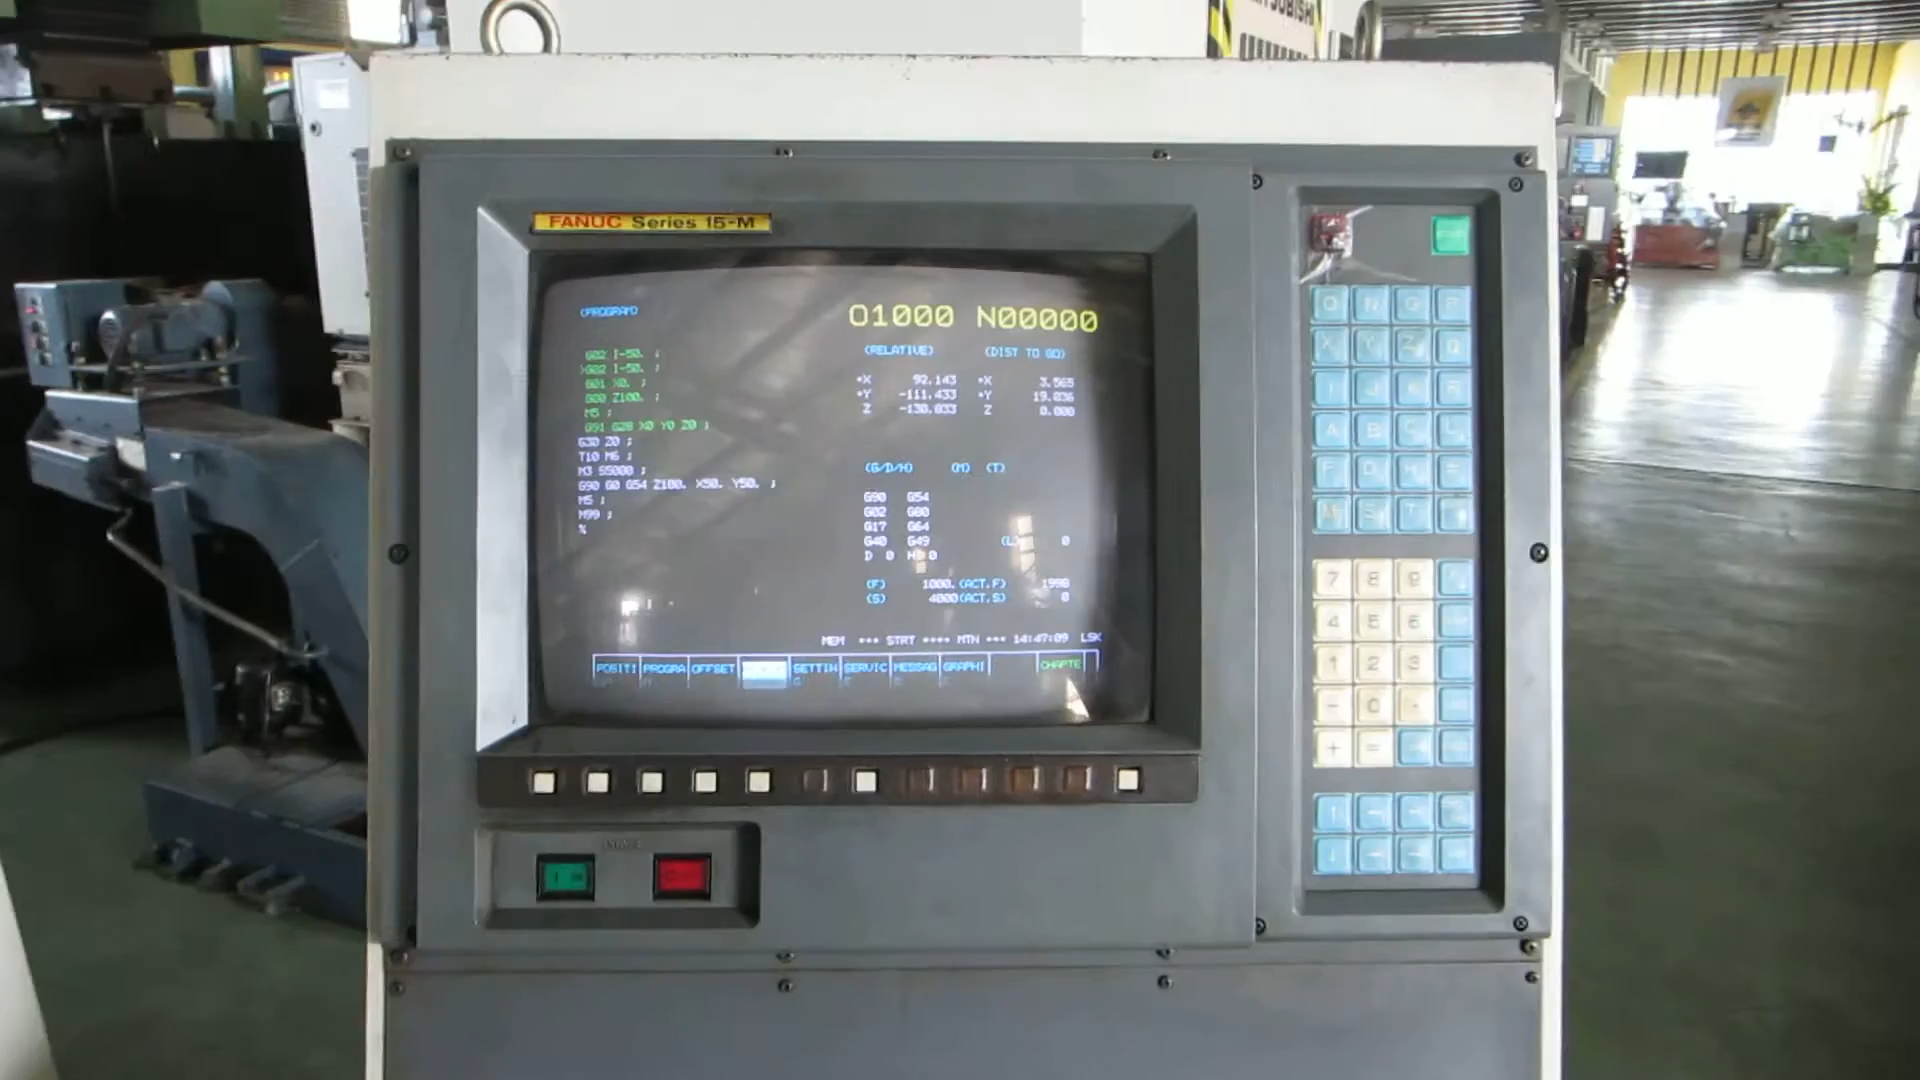 FANUC Series 15-M
(PROGRAM)
O1000 N00000
G02 I-50. ;
>G02 I-50. ;
G01 X0. ;
G00 Z100. ;
M5 ;
G91 G28 X0 Y0 Z0 ;
G30 Z0 ;
T10 M6 ;
M3 S5000 ;
G90 G0 G54 Z100. X50. Y50. ;
M5 ;
M99 ;
%
(RELATIVE) (DIST TO GO)
*X 92.143 *X 3.565
*Y -111.433 *Y 19.036
Z -130.833 Z 0.000
(G/D/H) (M) (T)
G90 G54
G02 G80
G17 G64
G40 G49 (L) 0
D 0 H 0
(F) 1000. (ACT.F) 1998
(S) 4000 (ACT.S) 0
MEM *** STRT **** MTN *** 14:47:09 LSK
POSITI PROGRA OFFSET SETTIN SERVIC MESSAG GRAPHI CHAPTE
O N G P
X Y Z
A B C L
F D H
7 8 9
4 5 6
1 2 3
- 0 .
+ =